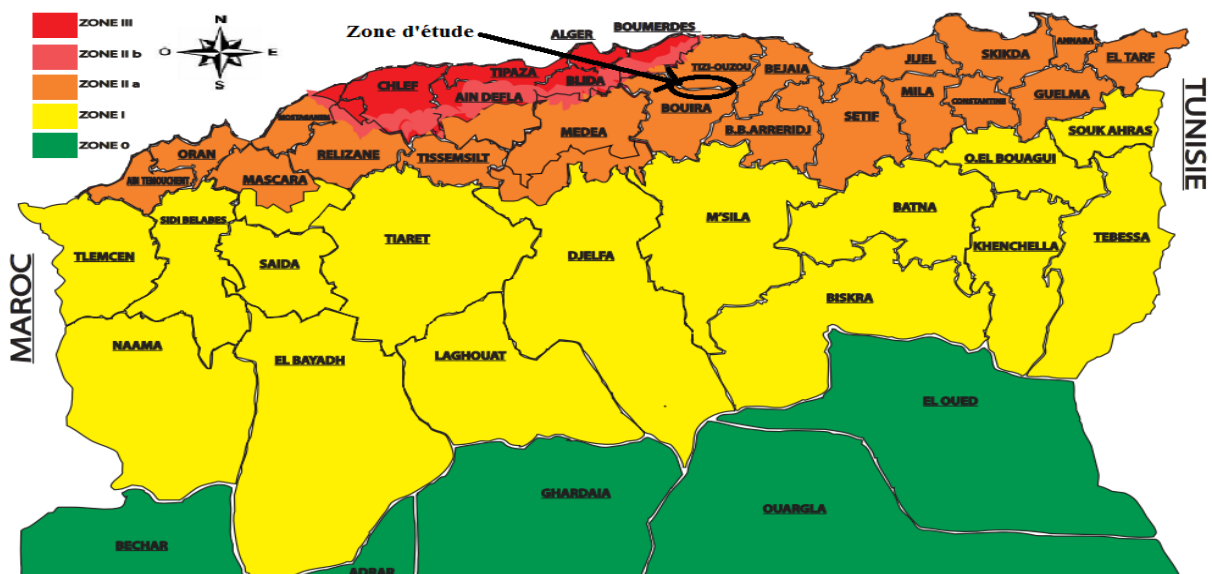 ZONE III
ZONE II b
ZONE II a
ZONE I
ZONE 0
N
O
E
S
Zone d'étude
ALGER
BOUMERDES
TIPAZA
BLIDA
CHLEF
AIN DEFLA
TIZI-OUZOU
BEJAIA
JIJEL
SKIKDA
ANNABA
EL TARF
BOUIRA
MILA
CONSTANTINE
GUELMA
MOSTAGANEM
MEDEA
B.B.ARRERIDJ
SETIF
SOUK AHRAS
TUNISIE
ORAN
RELIZANE
TISSEMSILT
O.EL BOUAGUI
AIN TEMOUCHENT
MASCARA
SIDI BELABES
M'SILA
BATNA
TLEMCEN
SAIDA
TIARET
DJELFA
KHENCHELLA
TEBESSA
BISKRA
MAROC
NAAMA
EL BAYADH
LAGHOUAT
EL OUED
GHARDAIA
OUARGLA
BECHAR
ADRAR